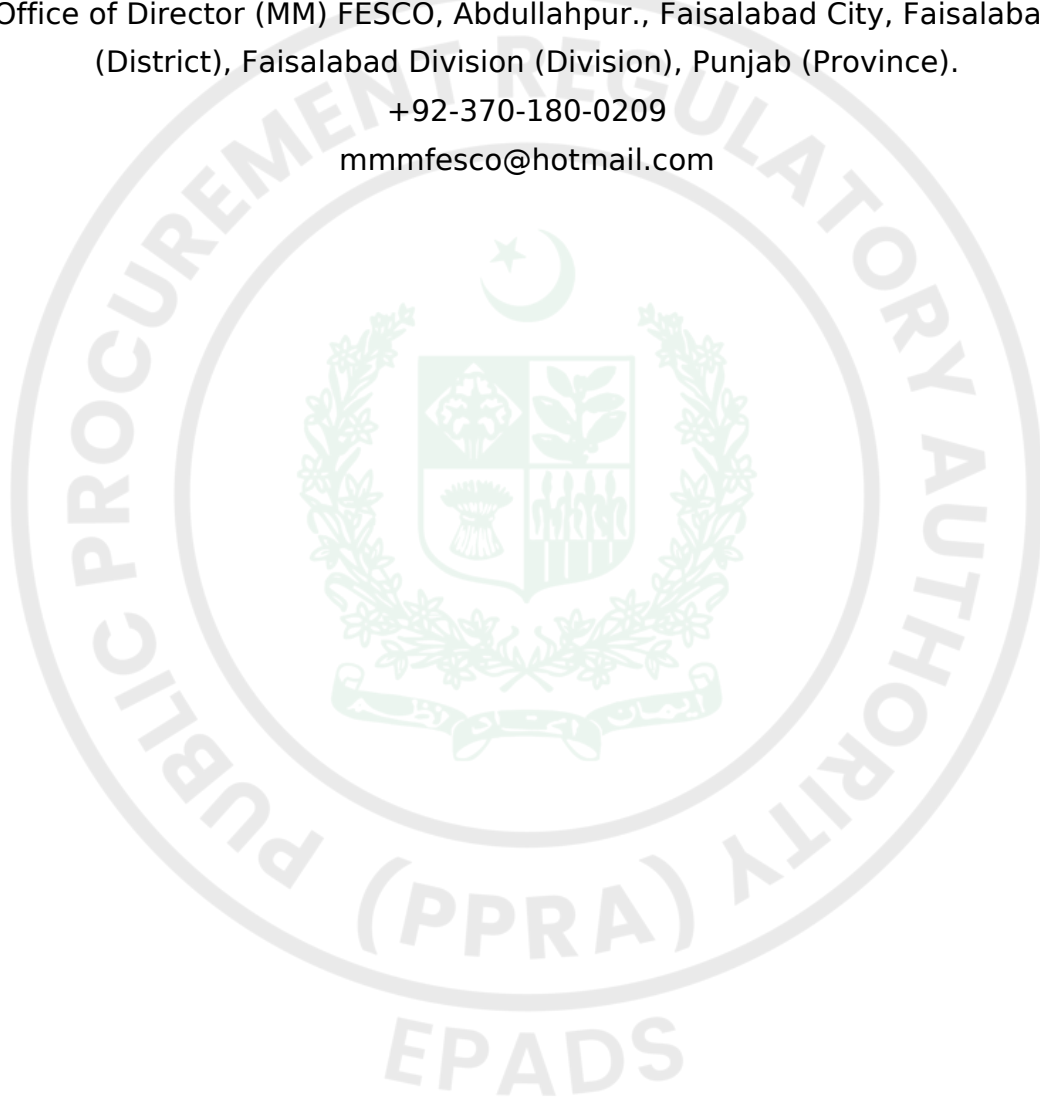 Office of Director (MM) FESCO, Abdullahpur., Faisalabad City, Faisalaba
(District), Faisalabad Division (Division), Punjab (Province).
+92-370-180-0209
mmmfesco@hotmail.com
PUBLIC PROCUREMENT REGULATORY AUTHORITY
(PPRA)
EPADS